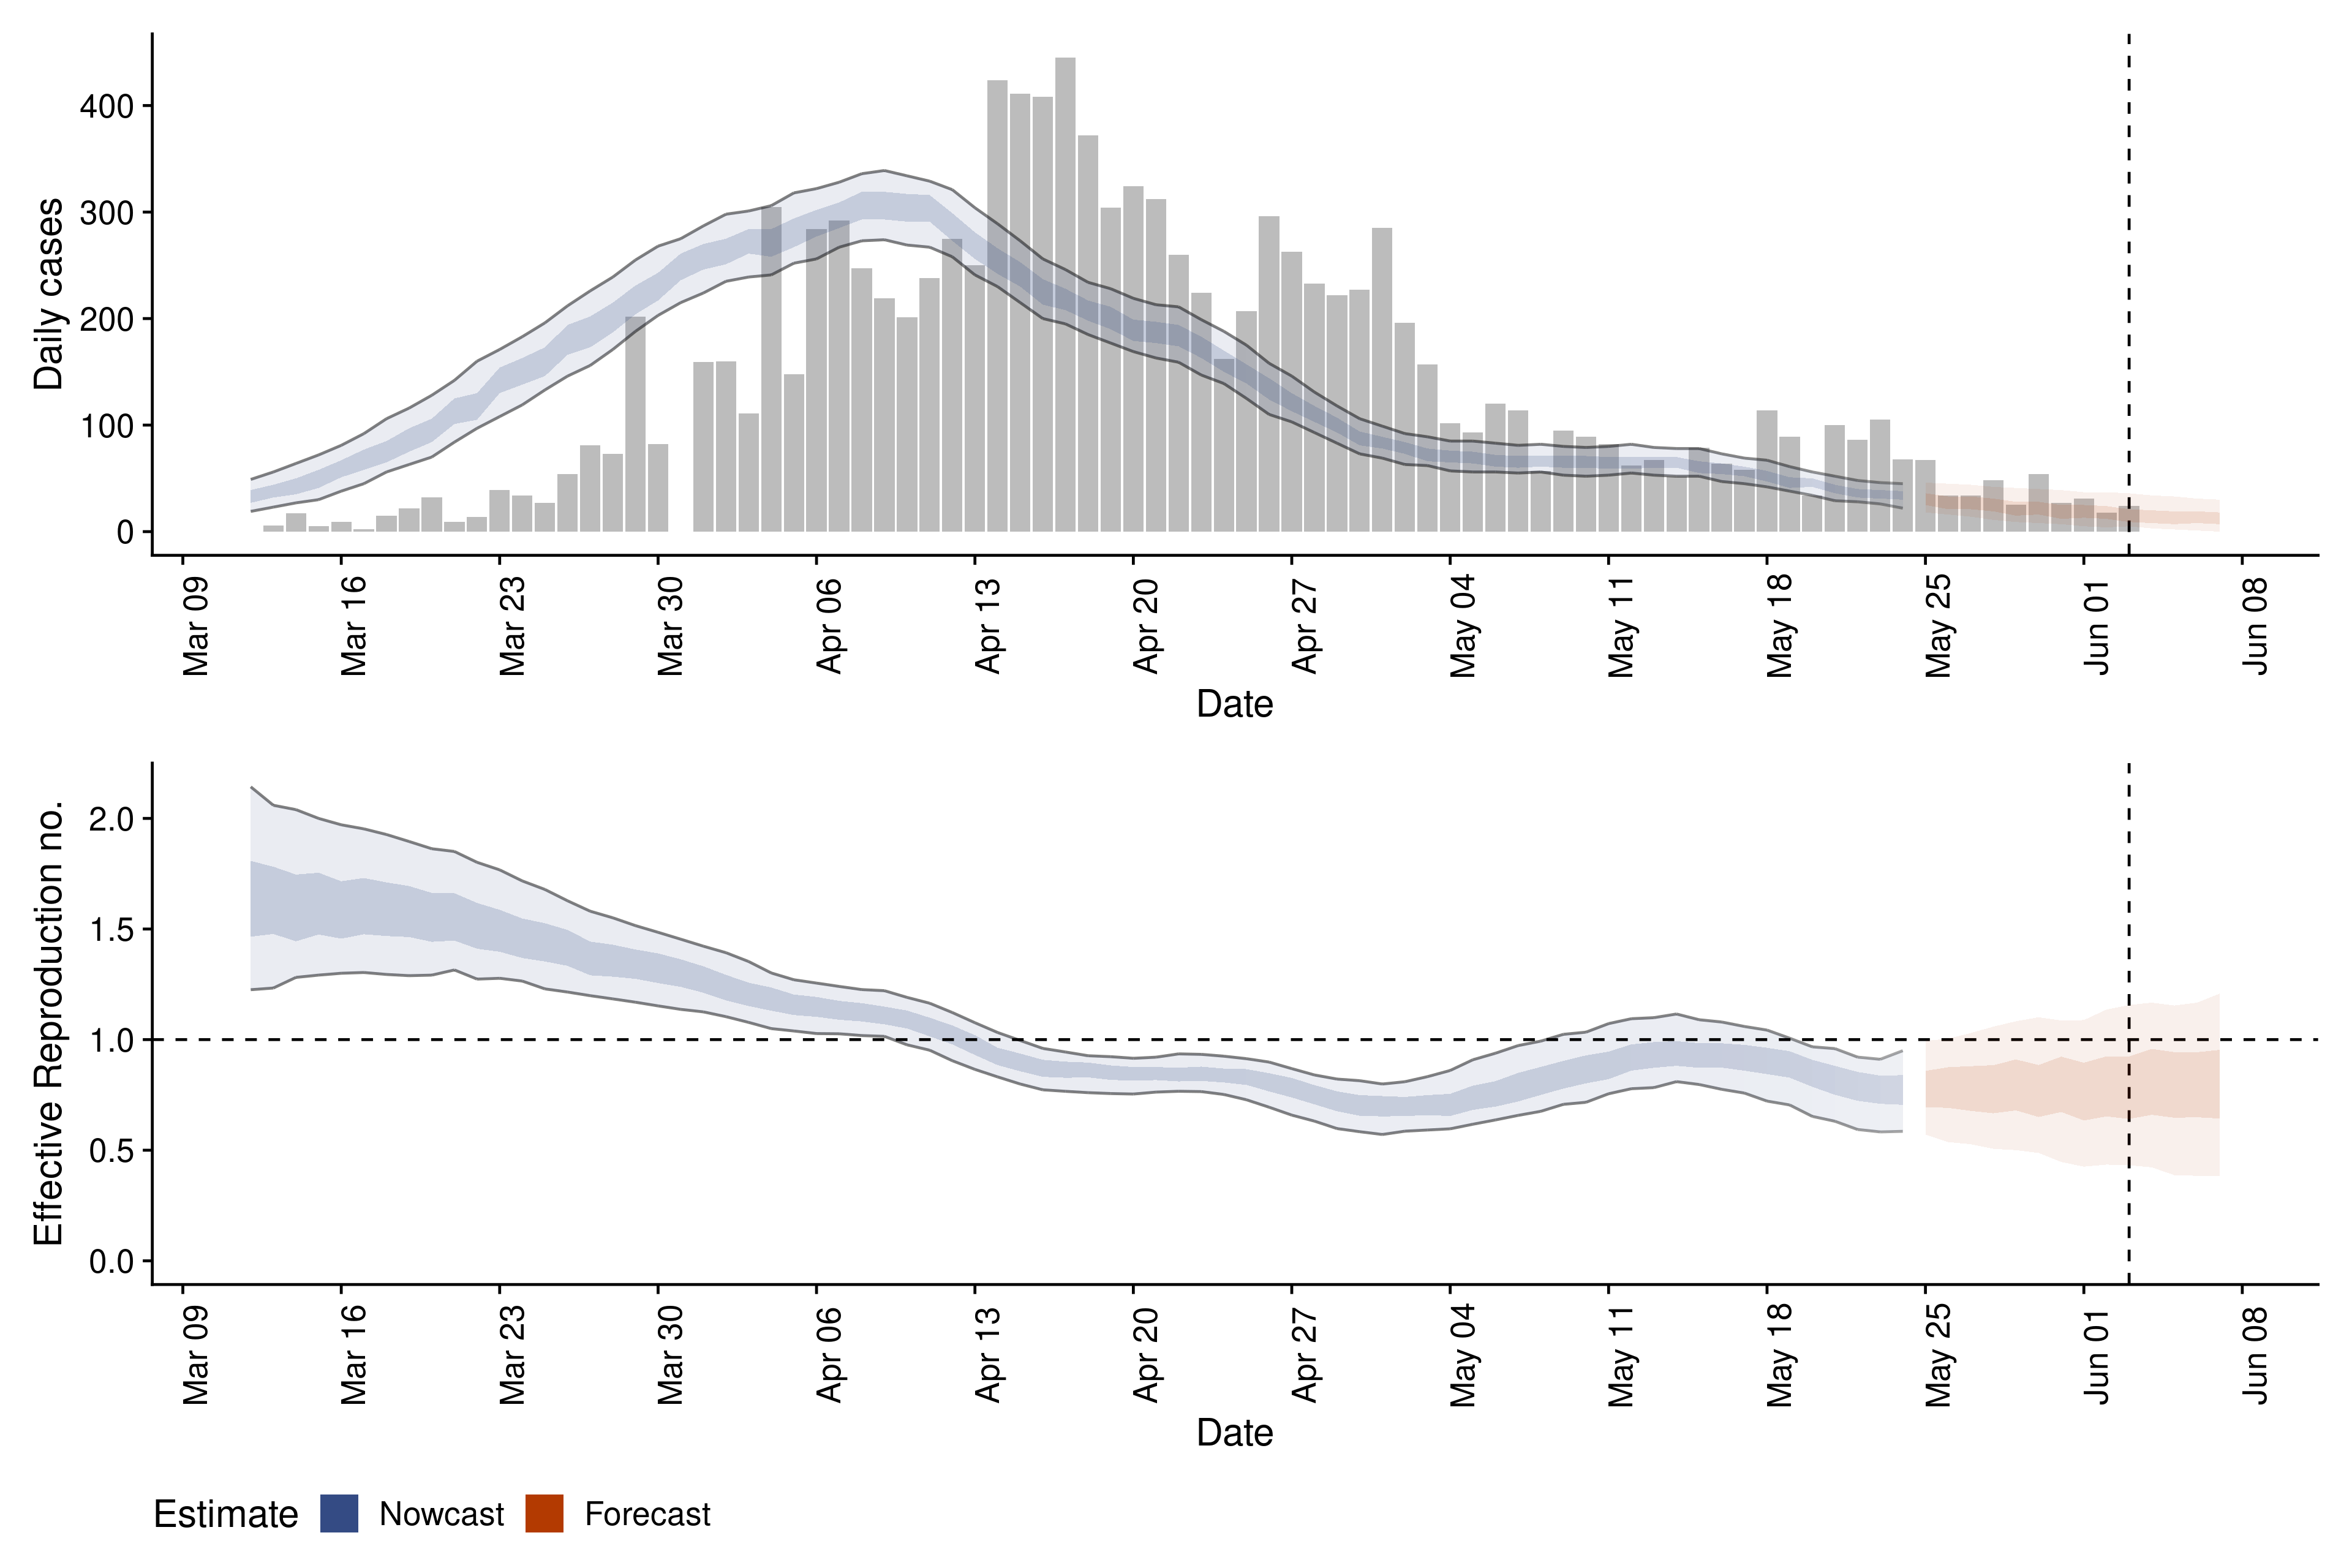 Daily cases
400
300
200
100
0
Mar 09
Mar 16
Mar 23
Mar 30
Apr 06
Apr 13
Apr 20
Apr 27
May 04
May 11
May 18
May 25
Jun 01
Jun 08
Date
Effective Reproduction no.
2.0
1.5
1.0
0.5
0.0
Mar 09
Mar 16
Mar 23
Mar 30
Apr 06
Apr 13
Apr 20
Apr 27
May 04
May 11
May 18
May 25
Jun 01
Jun 08
Date
Estimate Nowcast Forecast